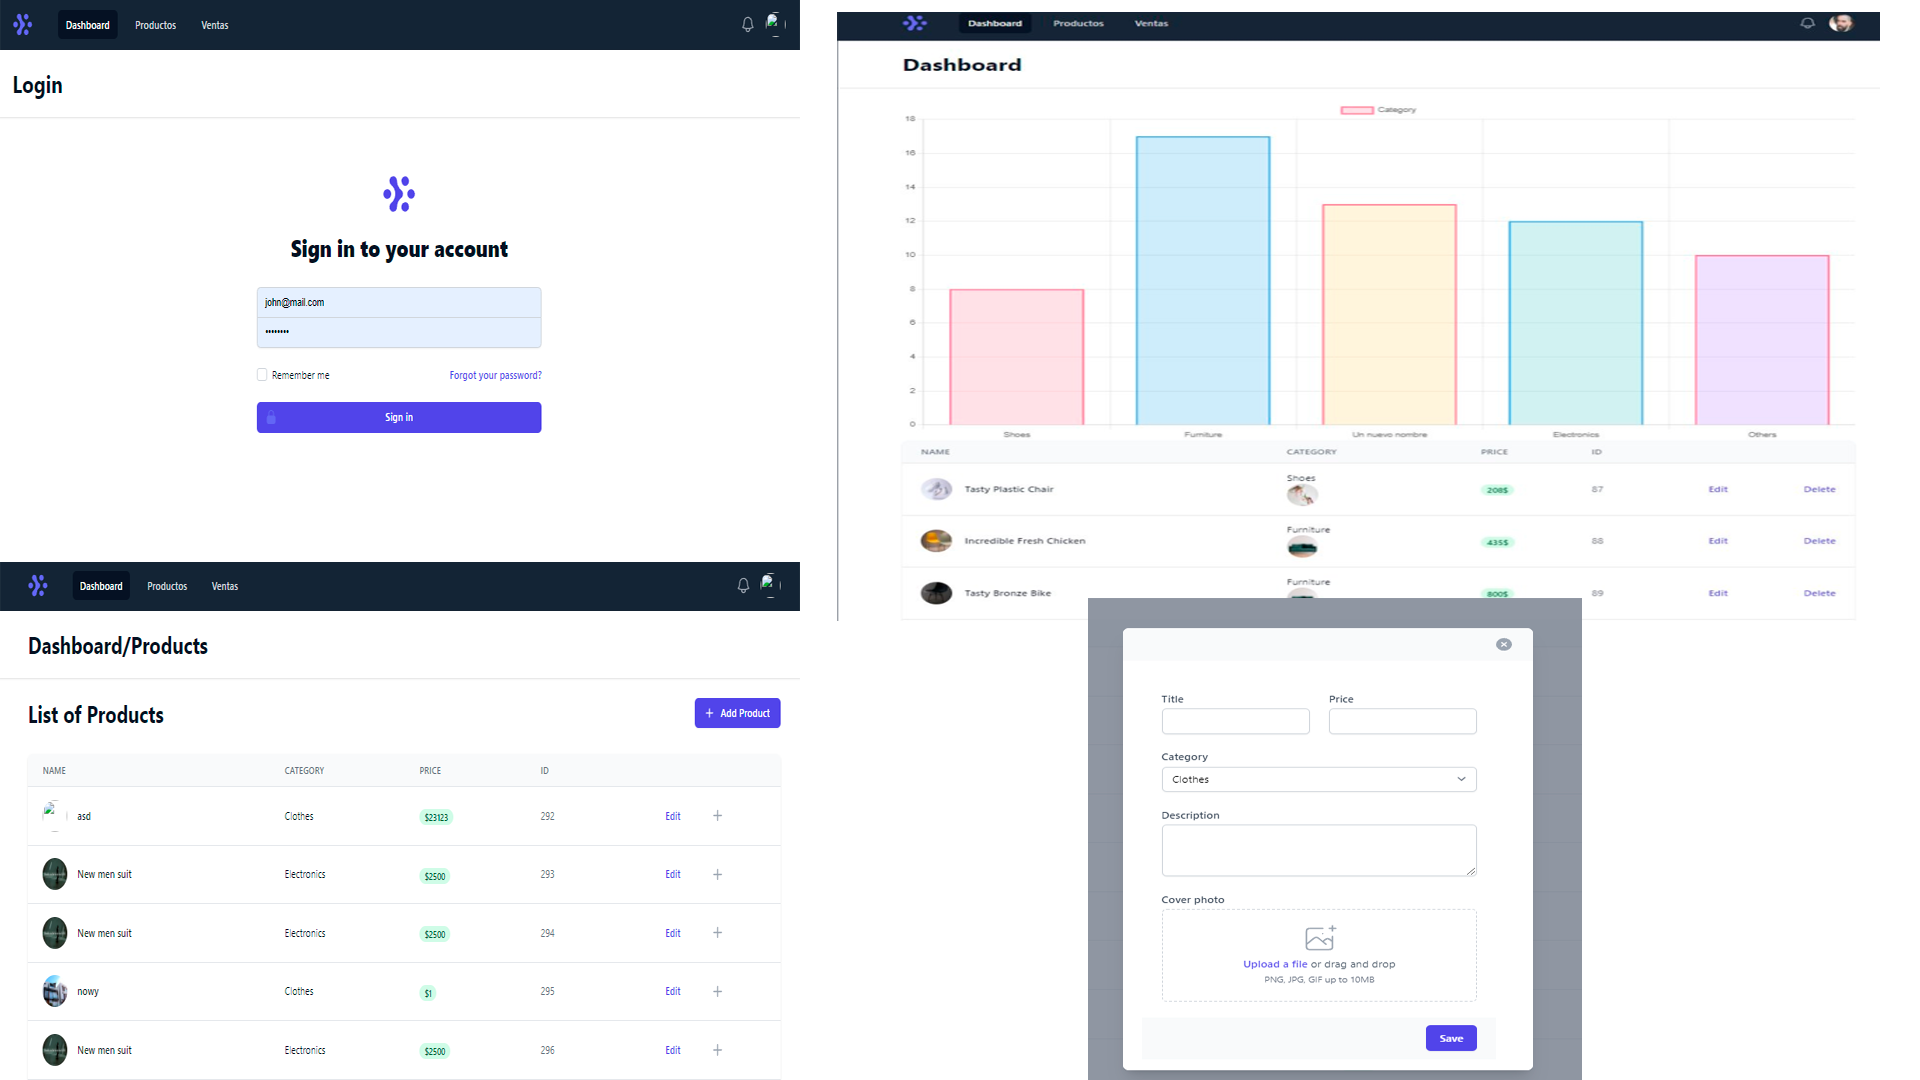 Dashboard Productos Ventas
Login
Sign in to your account
john@mail.com
••••••••
Remember me Forgot your password?
Sign in
Dashboard Productos Ventas
Dashboard
Category
18
16
14
12
10
8
6
4
2
0
Shoes Furniture Un nuevo nombre Electronics Others
NAME CATEGORY PRICE ID
Tasty Plastic Chair Shoes 208$ 87 Edit Delete
Incredible Fresh Chicken Furniture 435$ 88 Edit Delete
Tasty Bronze Bike Furniture 800$ 89 Edit Delete
Dashboard Productos Ventas
Dashboard/Products
List of Products + Add Product
NAME CATEGORY PRICE ID
asd Clothes $23123 292 Edit +
New men suit Electronics $2500 293 Edit +
New men suit Electronics $2500 294 Edit +
nowy Clothes $1 295 Edit +
New men suit Electronics $2500 296 Edit +
Title Price
Category
Clothes
Description
Cover photo
Upload a file or drag and drop
PNG, JPG, GIF up to 10MB
Save